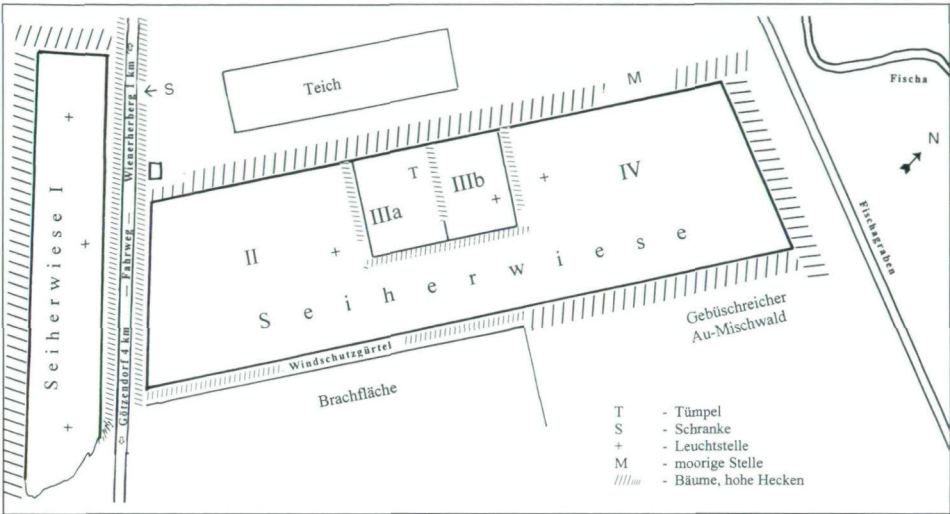 Seiherwiese I
⇦ Götzendorf 4 km — Fahrweg — Wienerherberg 1 km ⇨
← S
Teich
M
Fischa
N
T
IIIa
IIIb
IV
II
Seiherwiese
Fischagraben
Windschutzgürtel
Brachfläche
Gebüschreicher
Au-Mischwald
T - Tümpel
S - Schranke
+ - Leuchtstelle
M - moorige Stelle
- Bäume, hohe Hecken